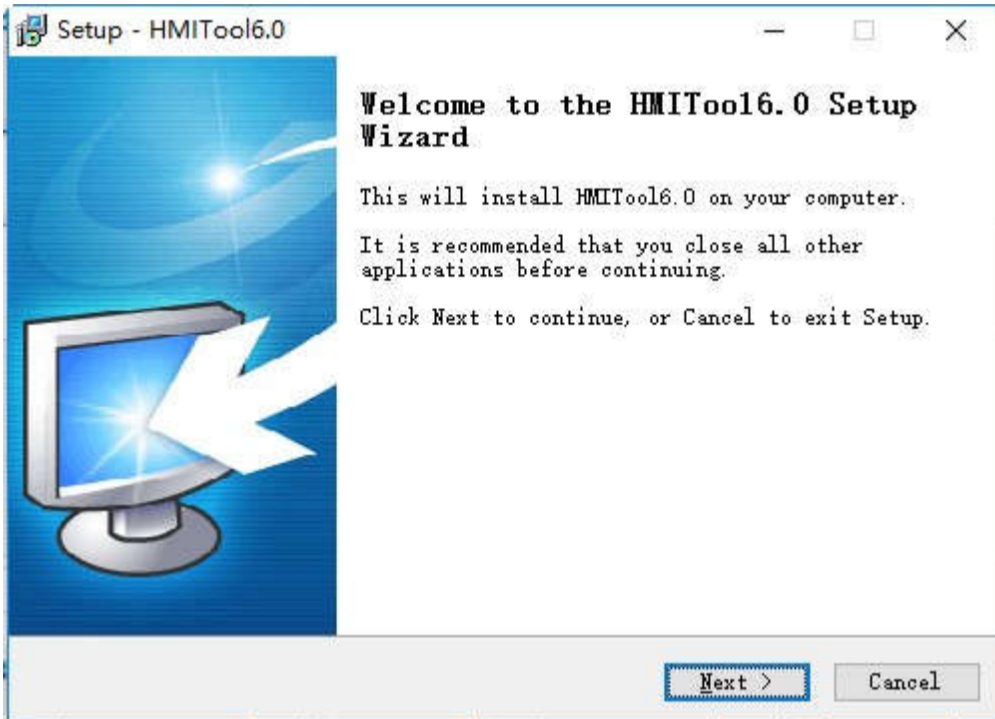 Setup - HMITool6.0
Welcome to the HMITool6.0 Setup
Wizard
This will install HMITool6.0 on your computer.
It is recommended that you close all other
applications before continuing.
Click Next to continue, or Cancel to exit Setup.
Next >
Cancel